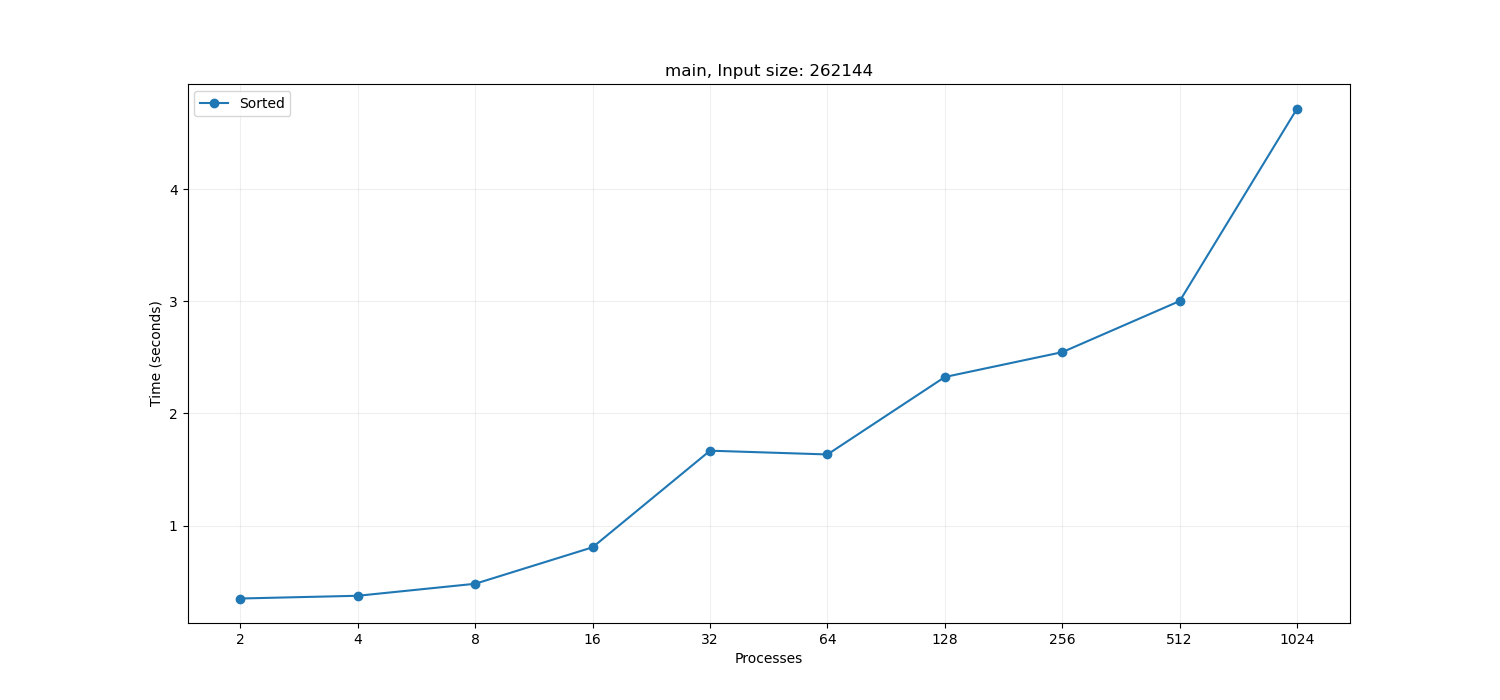 main, Input size: 262144
Sorted
4
3
2
1
Time (seconds)
2 4 8 16 32 64 128 256 512 1024
Processes